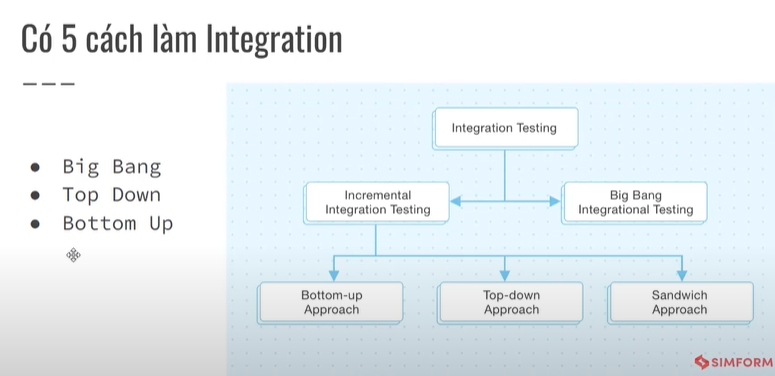 Có 5 cách làm Integration
Big Bang
Top Down
Bottom Up
Integration Testing
Incremental
Integration Testing
Big Bang
Integrational Testing
Bottom-up
Approach
Top-down
Approach
Sandwich
Approach
SIMFORM